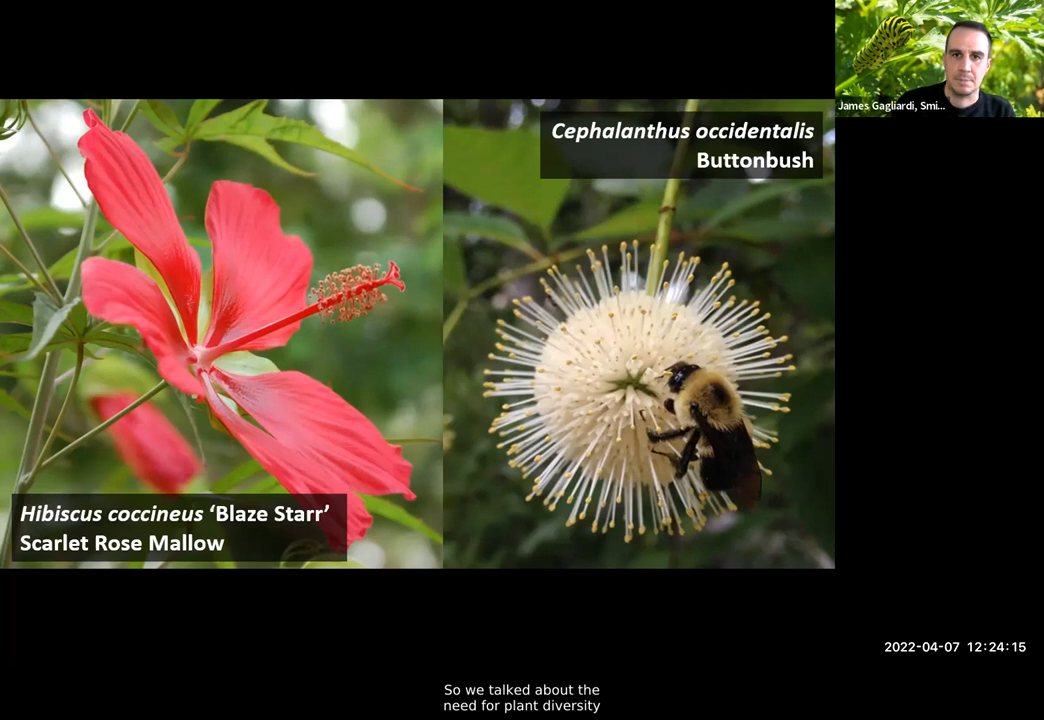 James Gagliardi, Smi...
Cephalanthus occidentalis
Buttonbush
Hibiscus coccineus ‘Blaze Starr’
Scarlet Rose Mallow
2022-04-07 12:24:15
So we talked about the
need for plant diversity